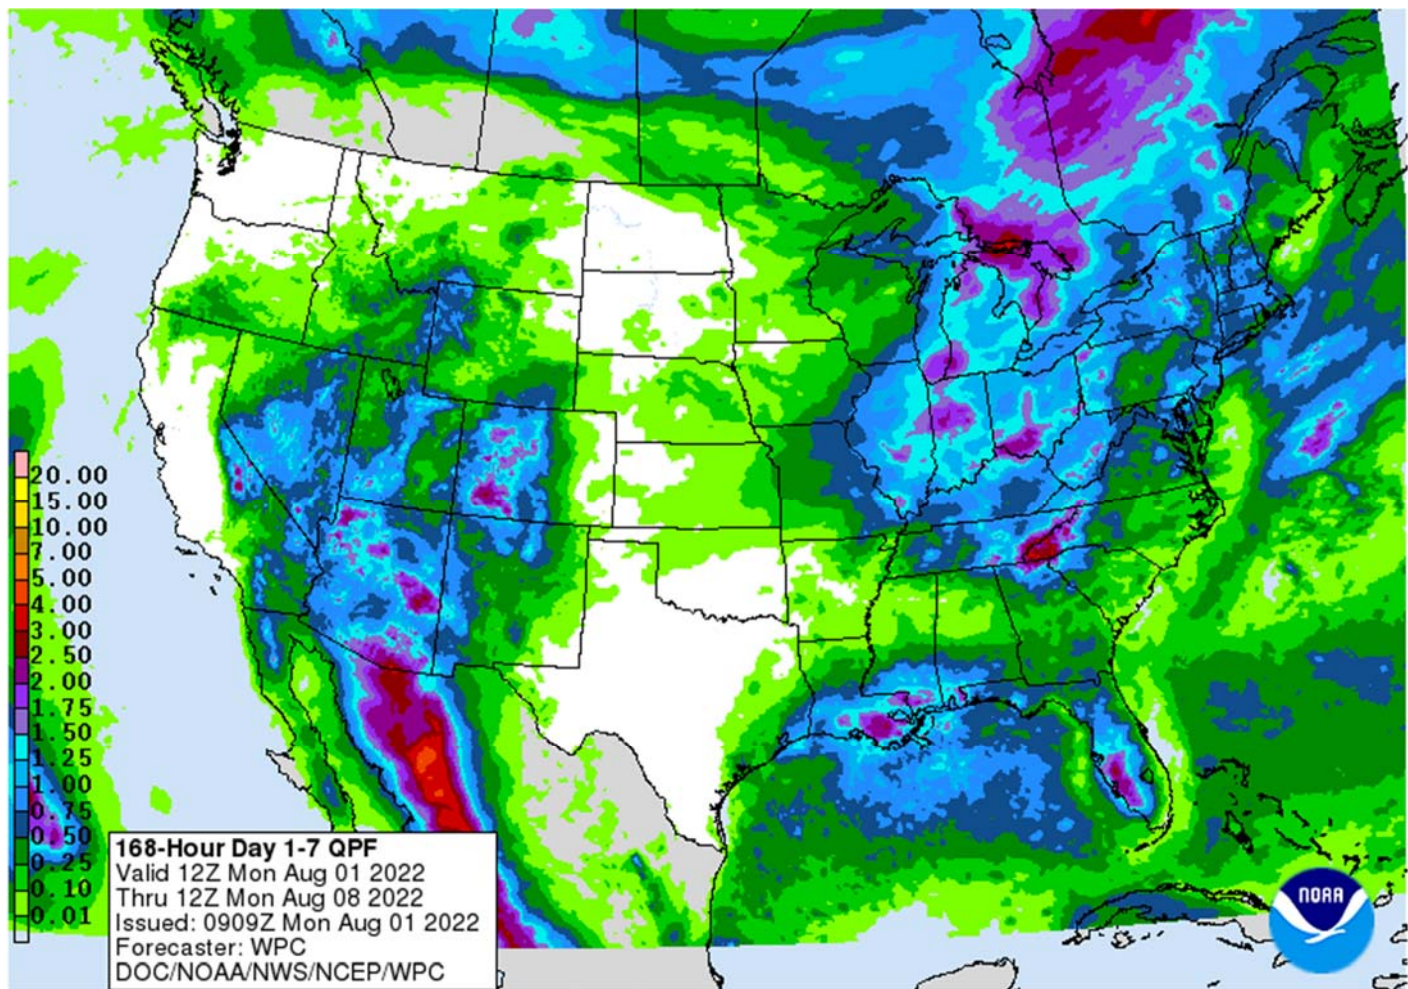 20.00
15.00
10.00
7.00
5.00
4.00
3.00
2.50
2.00
1.75
1.50
1.25
1.00
0.75
0.50
0.25
0.10
0.01
168-Hour Day 1-7 QPF
Valid 12Z Mon Aug 01 2022
Thru 12Z Mon Aug 08 2022
Issued: 0909Z Mon Aug 01 2022
Forecaster: WPC
DOC/NOAA/NWS/NCEP/WPC
NOAA